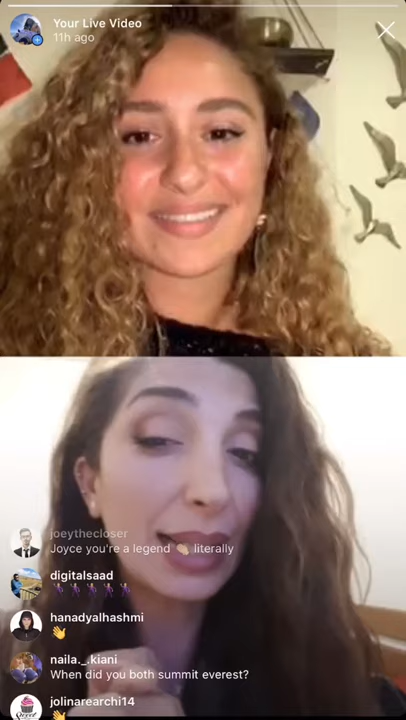 Your Live Video
11h ago
joeythecloser
Joyce you're a legend 👏🏼 literally
digitalsaad
hanadyalhashmi
👋
naila._.kiani
When did you both summit everest?
jolinarearchi14
👋